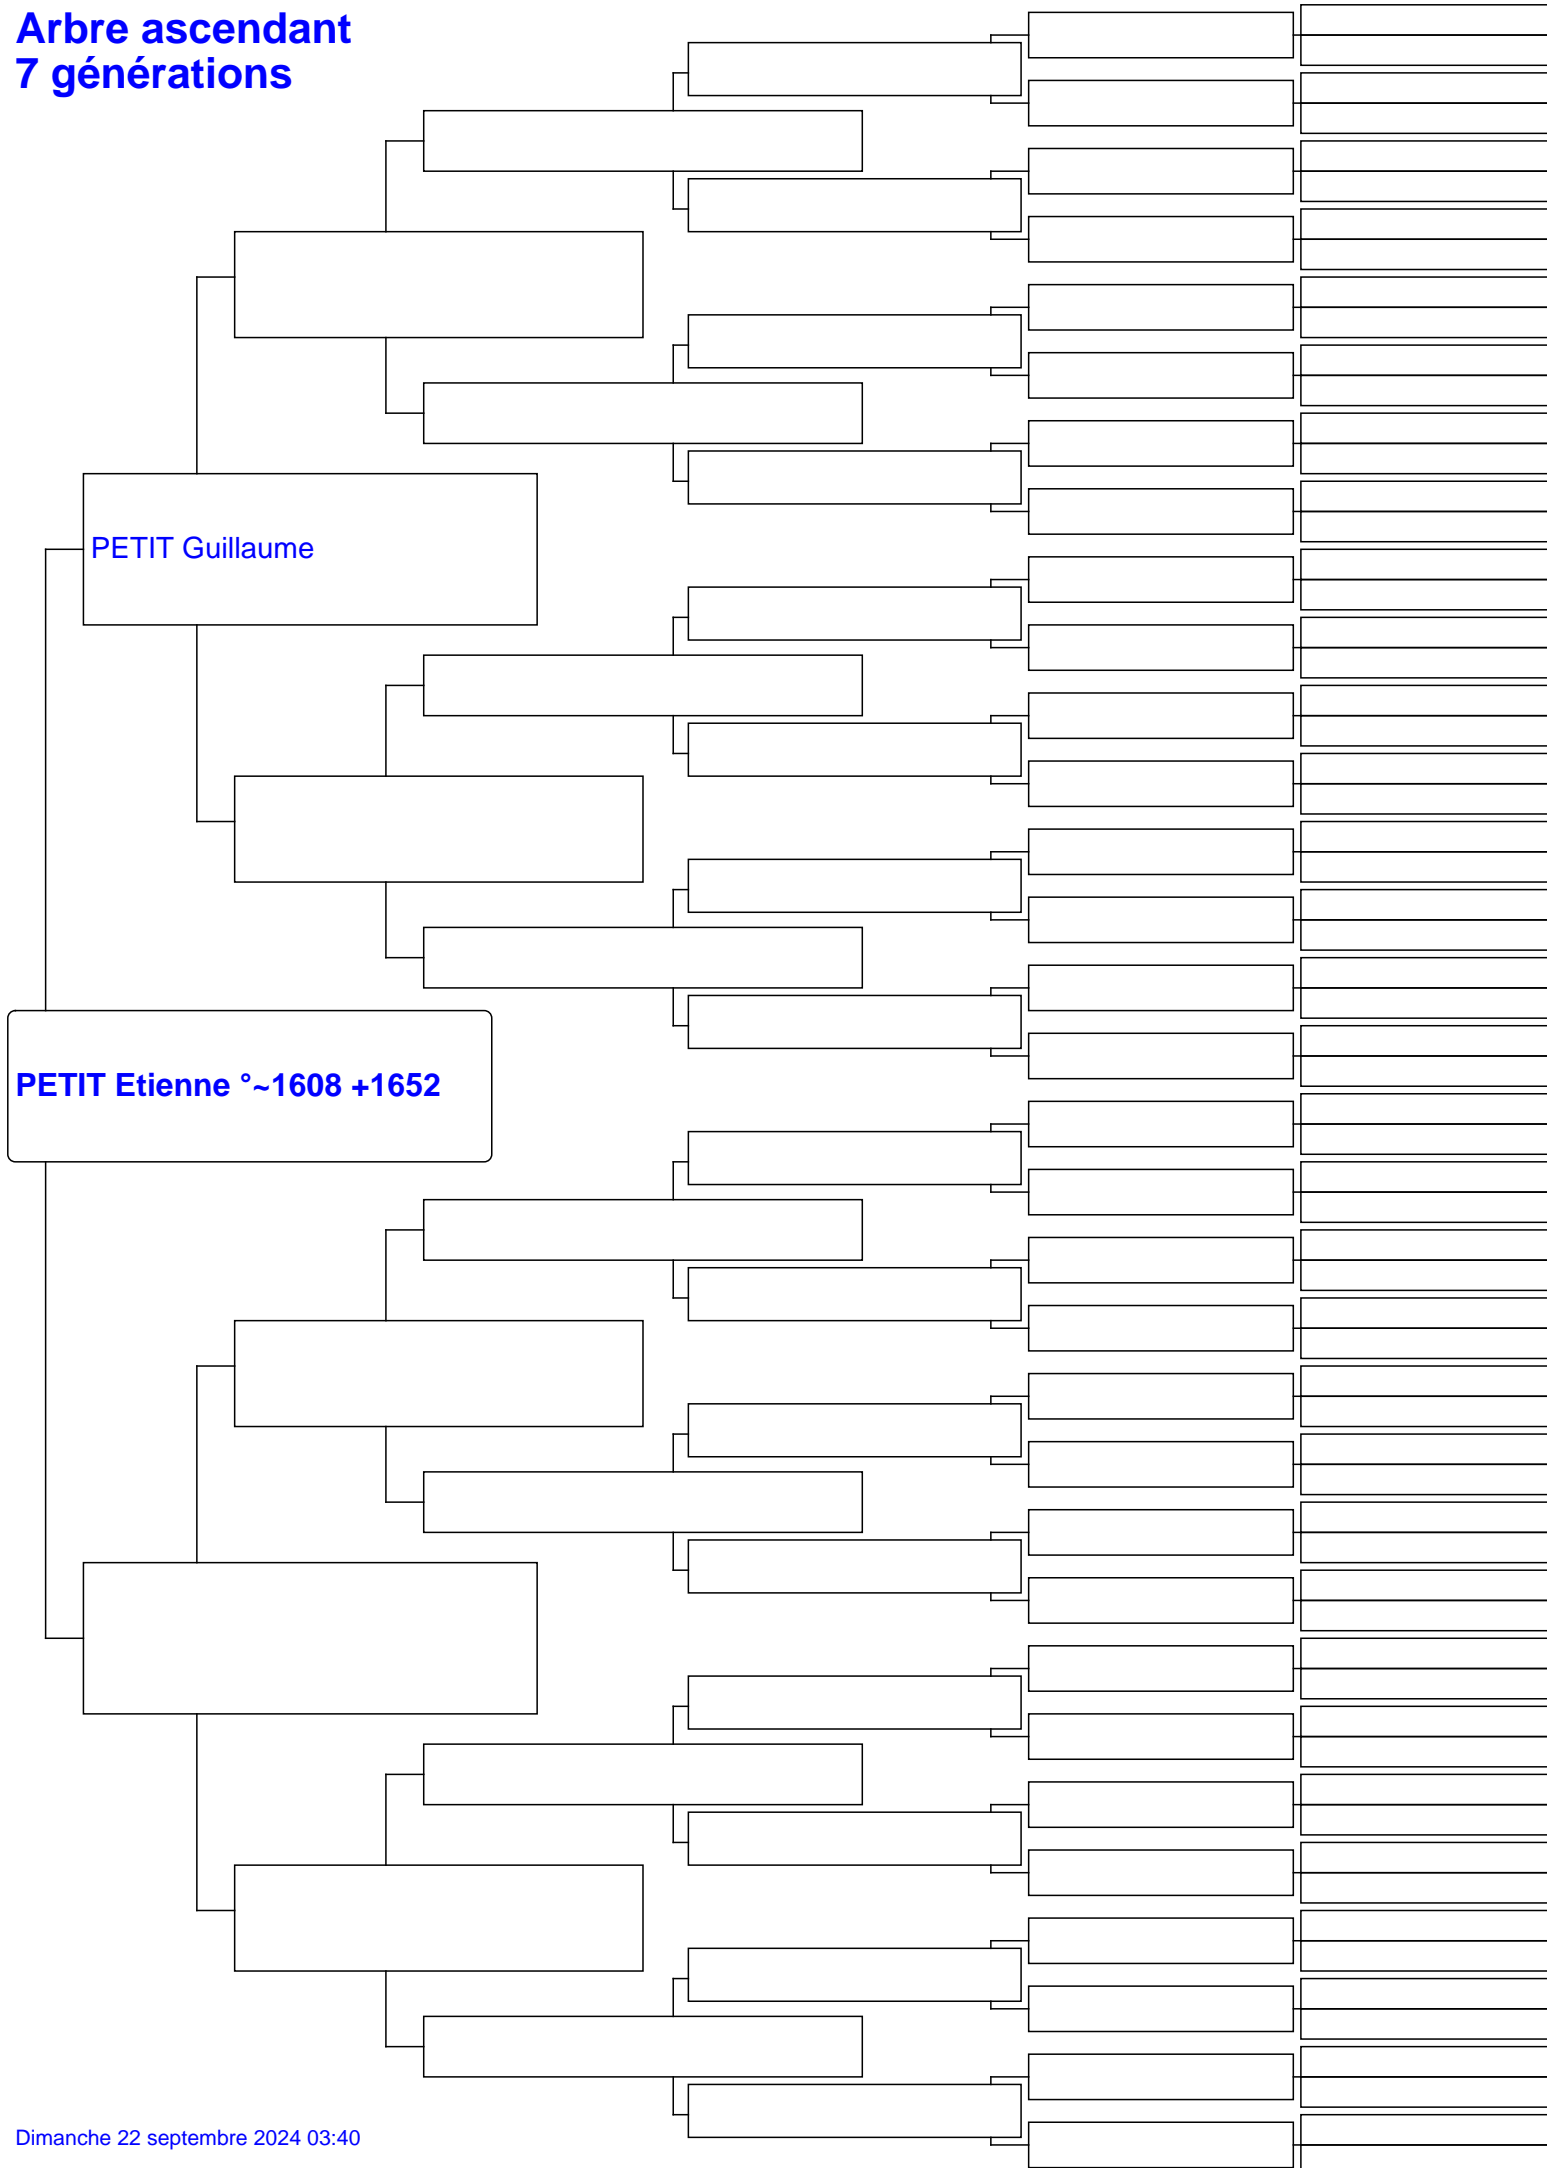 Arbre ascendant
7 générations
PETIT Guillaume
PETIT Etienne °~1608 +1652
Dimanche 22 septembre 2024 03:40